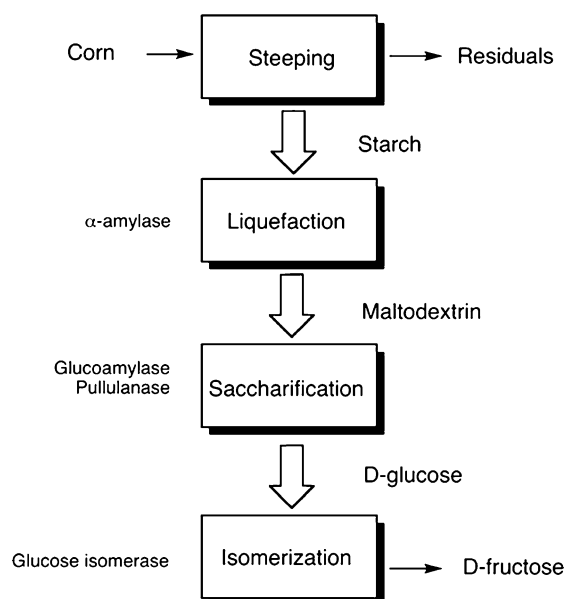 Corn
Steeping
Residuals
Starch
α-amylase
Liquefaction
Maltodextrin
Glucoamylase
Pullulanase
Saccharification
D-glucose
Glucose isomerase
Isomerization
D-fructose